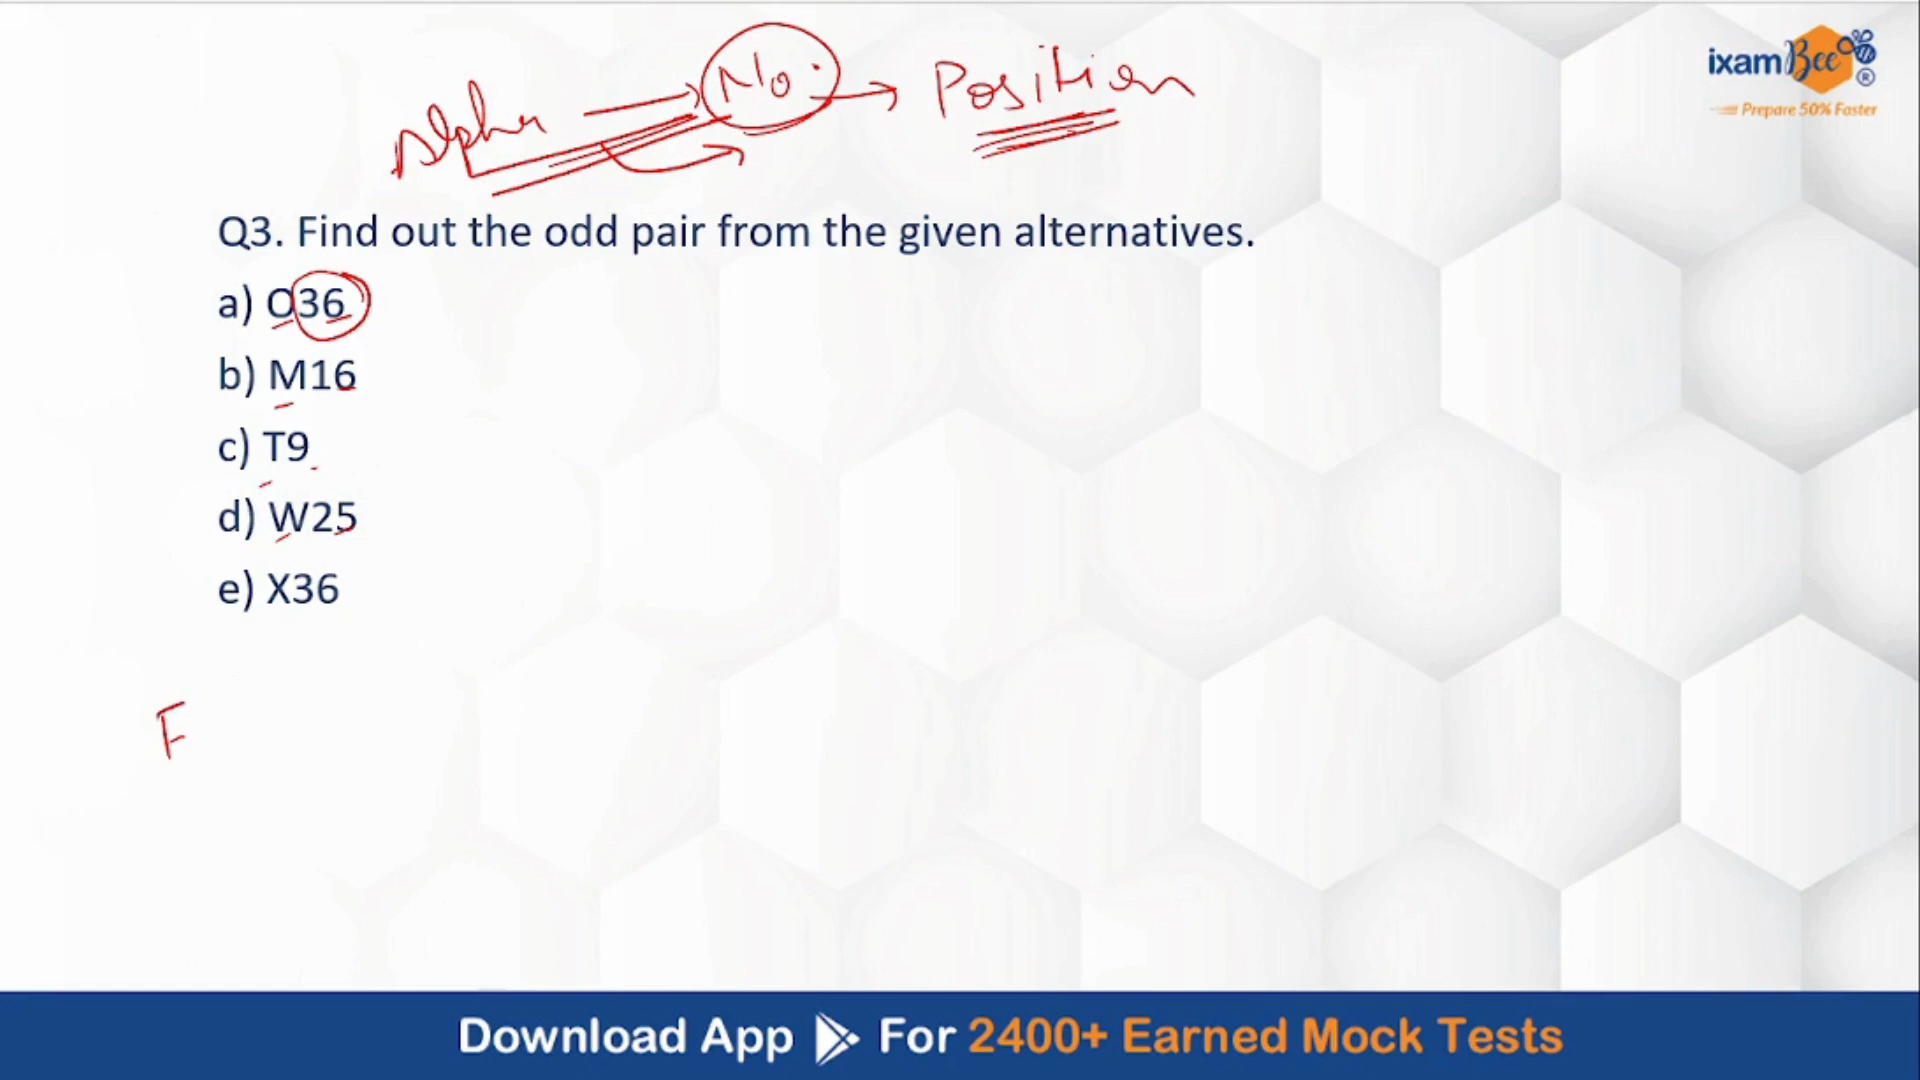 Alpha → No. → Position
ixamBee®
Prepare 50% Faster
Q3. Find out the odd pair from the given alternatives.
a) O36
b) M16
c) T9
d) W25
e) X36
F
Download App For 2400+ Earned Mock Tests